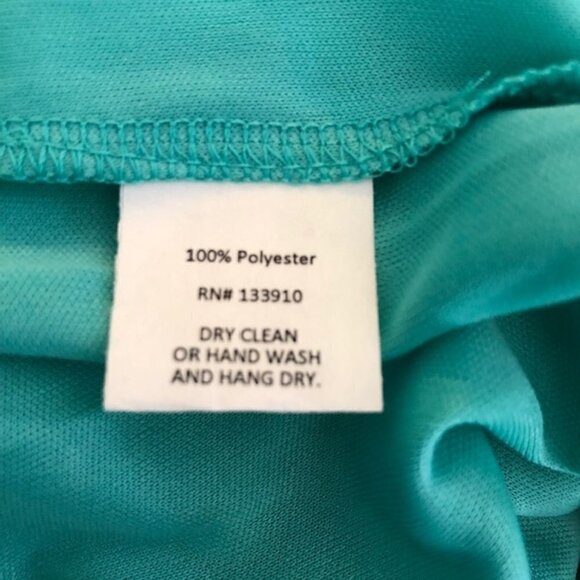 100% Polyester
RN# 133910
DRY CLEAN
OR HAND WASH
AND HANG DRY.